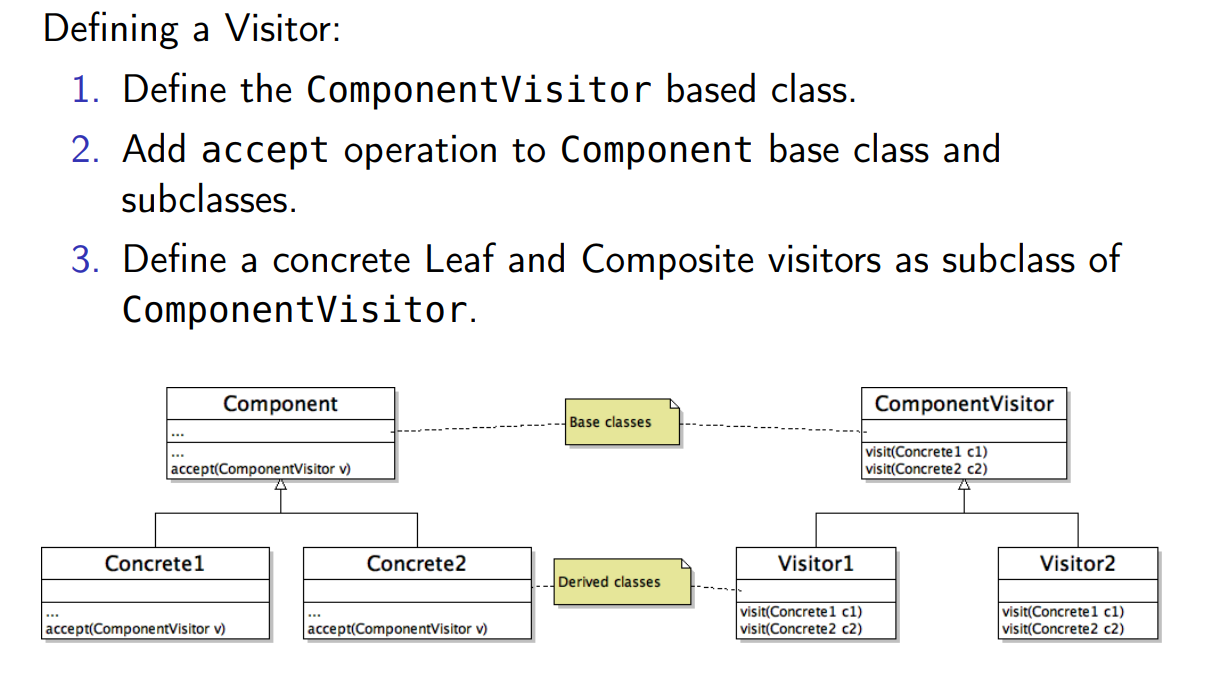 Defining a Visitor:
1. Define the ComponentVisitor based class.
2. Add accept operation to Component base class and
subclasses.
3. Define a concrete Leaf and Composite visitors as subclass of
ComponentVisitor.
Component
...
...
accept(ComponentVisitor v)
Base classes
ComponentVisitor
visit(Concrete1 c1)
visit(Concrete2 c2)
Concrete1
...
accept(ComponentVisitor v)
Concrete2
...
accept(ComponentVisitor v)
Derived classes
Visitor1
visit(Concrete1 c1)
visit(Concrete2 c2)
Visitor2
visit(Concrete1 c1)
visit(Concrete2 c2)